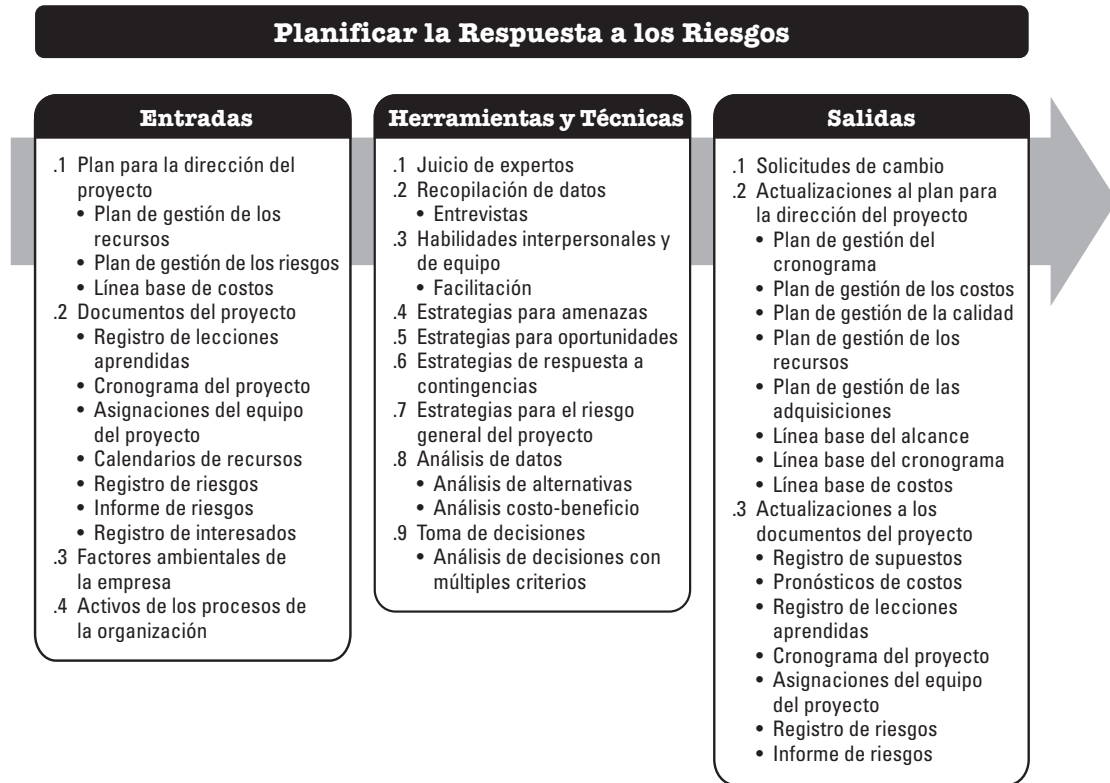 Planificar la Respuesta a los Riesgos
Entradas
.1 Plan para la dirección del
proyecto
• Plan de gestión de los
recursos
• Plan de gestión de los riesgos
• Línea base de costos
.2 Documentos del proyecto
• Registro de lecciones
aprendidas
• Cronograma del proyecto
• Asignaciones del equipo
del proyecto
• Calendarios de recursos
• Registro de riesgos
• Informe de riesgos
• Registro de interesados
.3 Factores ambientales de
la empresa
.4 Activos de los procesos de
la organización
Herramientas y Técnicas
.1 Juicio de expertos
.2 Recopilación de datos
• Entrevistas
.3 Habilidades interpersonales y
de equipo
• Facilitación
.4 Estrategias para amenazas
.5 Estrategias para oportunidades
.6 Estrategias de respuesta a
contingencias
.7 Estrategias para el riesgo
general del proyecto
.8 Análisis de datos
• Análisis de alternativas
• Análisis costo-beneficio
.9 Toma de decisiones
• Análisis de decisiones con
múltiples criterios
Salidas
.1 Solicitudes de cambio
.2 Actualizaciones al plan para
la dirección del proyecto
• Plan de gestión del
cronograma
• Plan de gestión de los costos
• Plan de gestión de la calidad
• Plan de gestión de los
recursos
• Plan de gestión de las
adquisiciones
• Línea base del alcance
• Línea base del cronograma
• Línea base de costos
.3 Actualizaciones a los
documentos del proyecto
• Registro de supuestos
• Pronósticos de costos
• Registro de lecciones
aprendidas
• Cronograma del proyecto
• Asignaciones del equipo
del proyecto
• Registro de riesgos
• Informe de riesgos